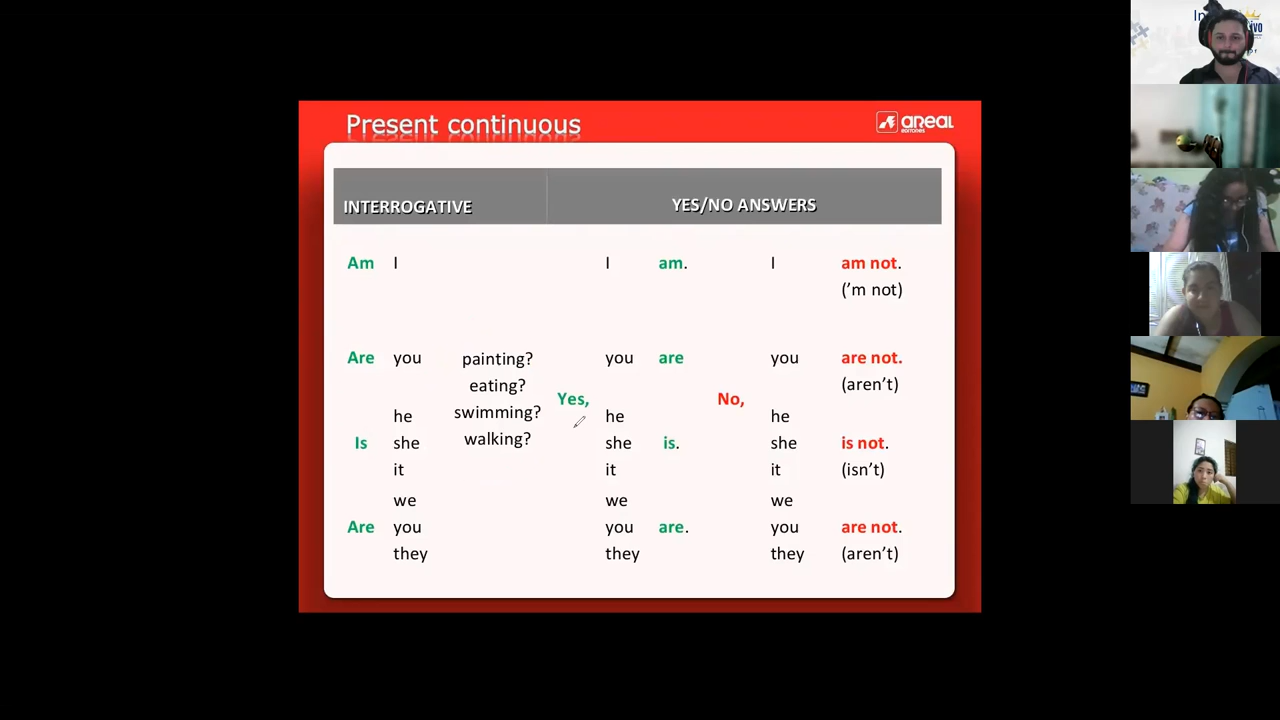 Present continuous
AREAL
EDITORES
INTERROGATIVE YES/NO ANSWERS
Am I I am. I am not.
('m not)
Are you painting? you are you are not.
eating? (aren't)
Yes, No,
swimming? he he he
Is she walking? she is. she is not.
it it it (isn't)
we we we
Are you you are. you are not.
they they they (aren't)